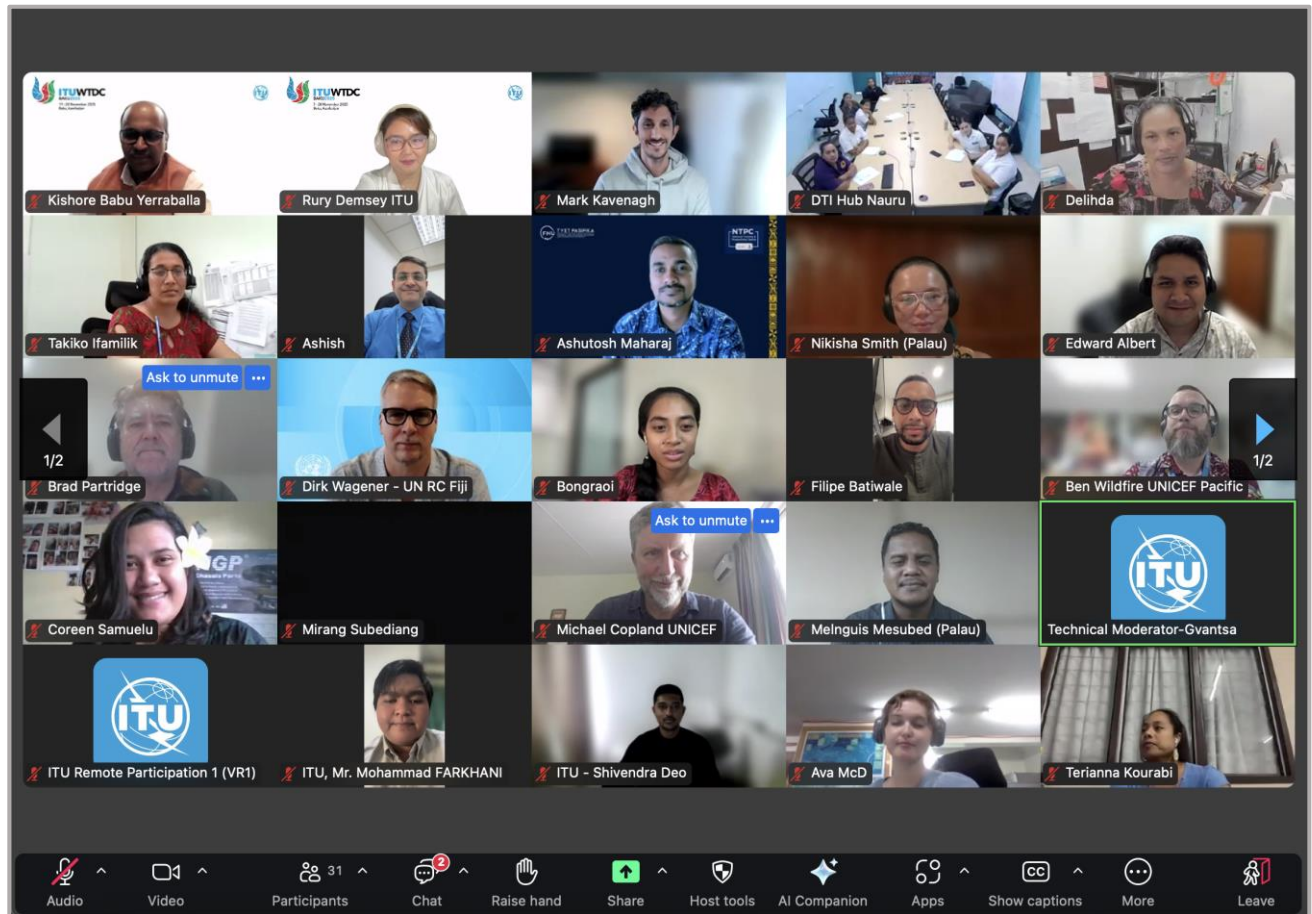 ITUWTDC
ITUWTDC
Kishore Babu Yerraballa
Rury Demsey ITU
Mark Kavenagh
DTI Hub Nauru
Delihda
FNU TVET PASIFIKA
NTPC
Takiko Ifamilik
Ashish
Ashutosh Maharaj
Nikisha Smith (Palau)
Edward Albert
Ask to unmute ...
1/2
1/2
Brad Partridge
Dirk Wagener - UN RC Fiji
Bongraoi
Filipe Batiwale
Ben Wildfire UNICEF Pacific
Ask to unmute ...
Coreen Samuelu
Mirang Subediang
Michael Copland UNICEF
Melnguis Mesubed (Palau)
ITU
Technical Moderator-Gvantsa
ITU
ITU Remote Participation 1 (VR1)
ITU, Mr. Mohammad FARKHANI
ITU - Shivendra Deo
Ava McD
Terianna Kourabi
Audio
Video
31
Participants
2
Chat
Raise hand
Share
Host tools
AI Companion
Apps
CC
Show captions
More
Leave